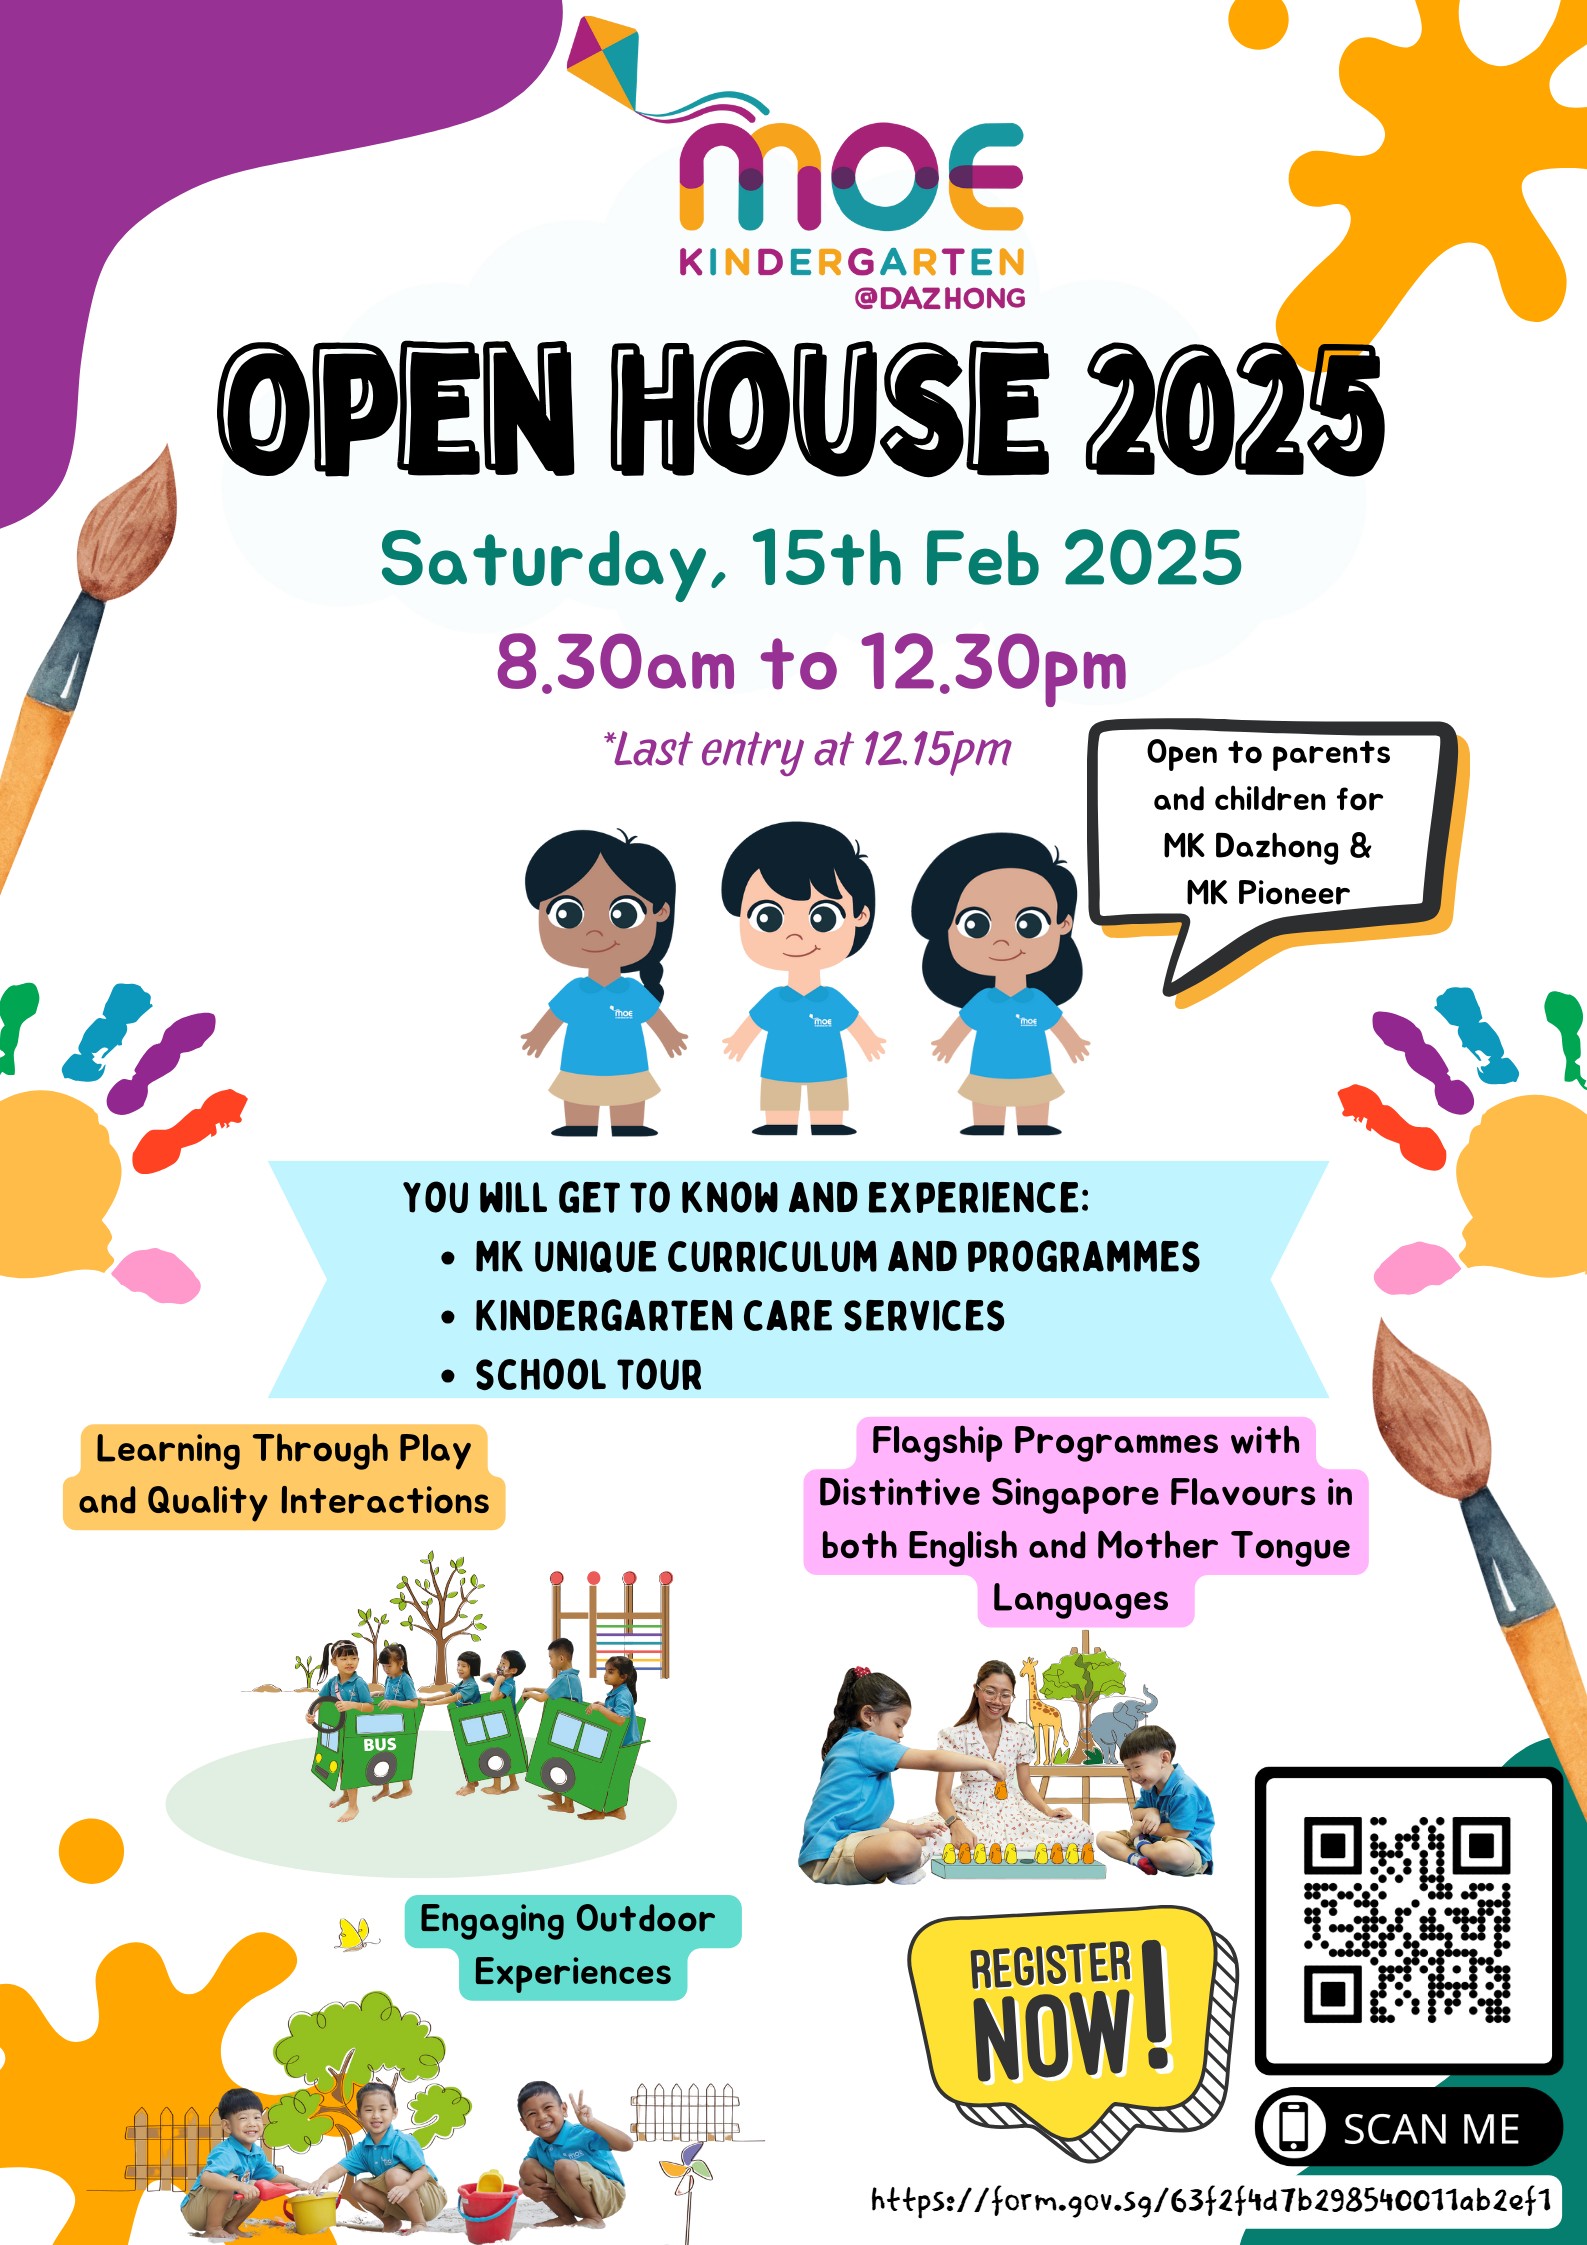 moe
KINDERGARTEN
@DAZHONG
OPEN HOUSE 2025
Saturday, 15th Feb 2025
8.30am to 12.30pm
*Last entry at 12.15pm
Open to parents
and children for
MK Dazhong &
MK Pioneer
moe
moe
moe
YOU WILL GET TO KNOW AND EXPERIENCE:
• MK UNIQUE CURRICULUM AND PROGRAMMES
• KINDERGARTEN CARE SERVICES
• SCHOOL TOUR
Learning Through Play
and Quality Interactions
Flagship Programmes with
Distintive Singapore Flavours in
both English and Mother Tongue
Languages
BUS
Engaging Outdoor
Experiences
REGISTER
NOW!
SCAN ME
https://form.gov.sg/63f2f4d7b298540011ab2ef1